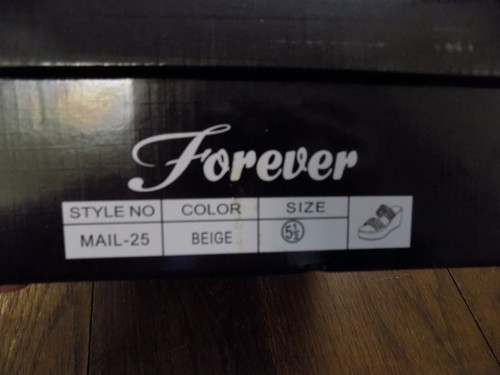 Forever
STYLE NO COLOR SIZE
MAIL-25 BEIGE 5½